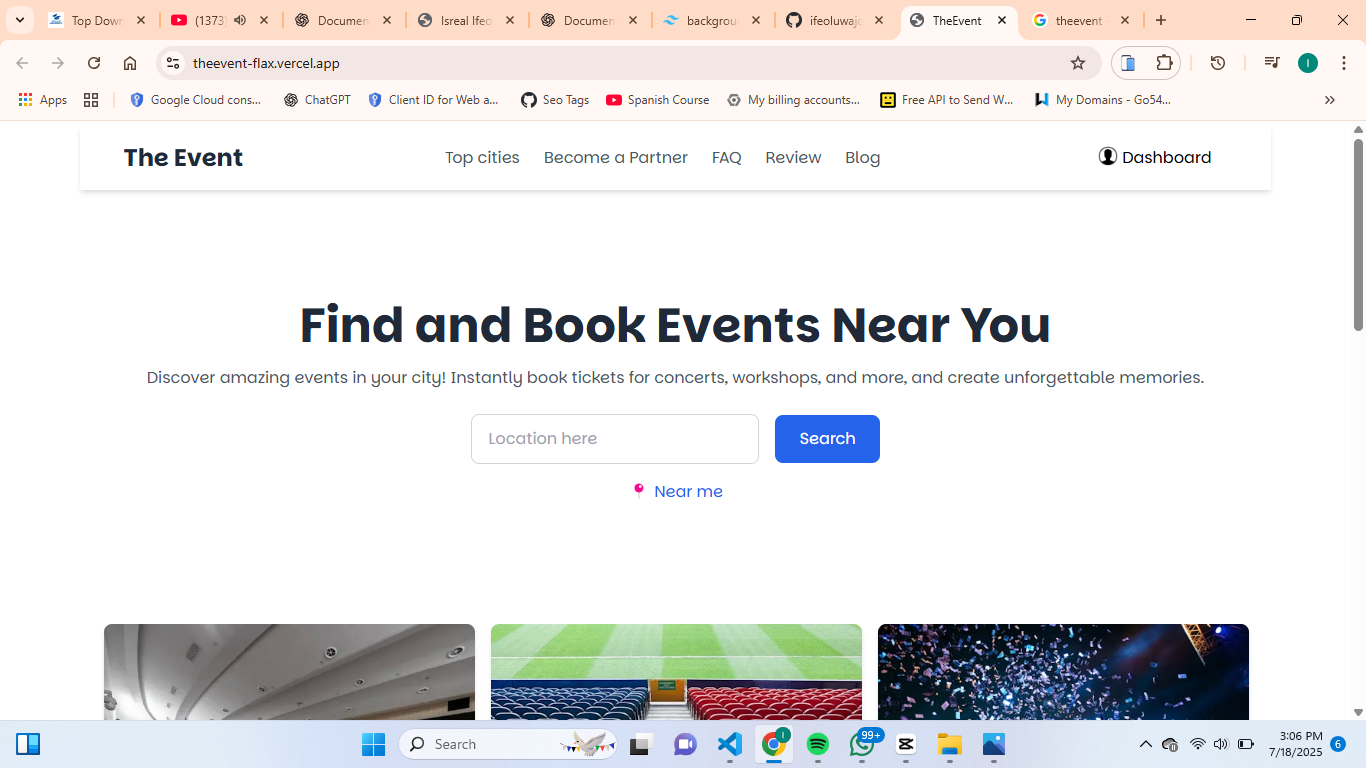 Top Down
(1373)
Documen
Isreal Ifeo
Documen
backgrou
ifeoluwajo
TheEvent
theevent -
theevent-flax.vercel.app
I
Apps
Google Cloud cons...
ChatGPT
Client ID for Web a...
Seo Tags
Spanish Course
My billing accounts...
Free API to Send W...
My Domains - Go54...
The Event
Top cities
Become a Partner
FAQ
Review
Blog
Dashboard
Find and Book Events Near You
Discover amazing events in your city! Instantly book tickets for concerts, workshops, and more, and create unforgettable memories.
Location here
Search
Near me
Search
I
99+
3:06 PM
7/18/2025
6